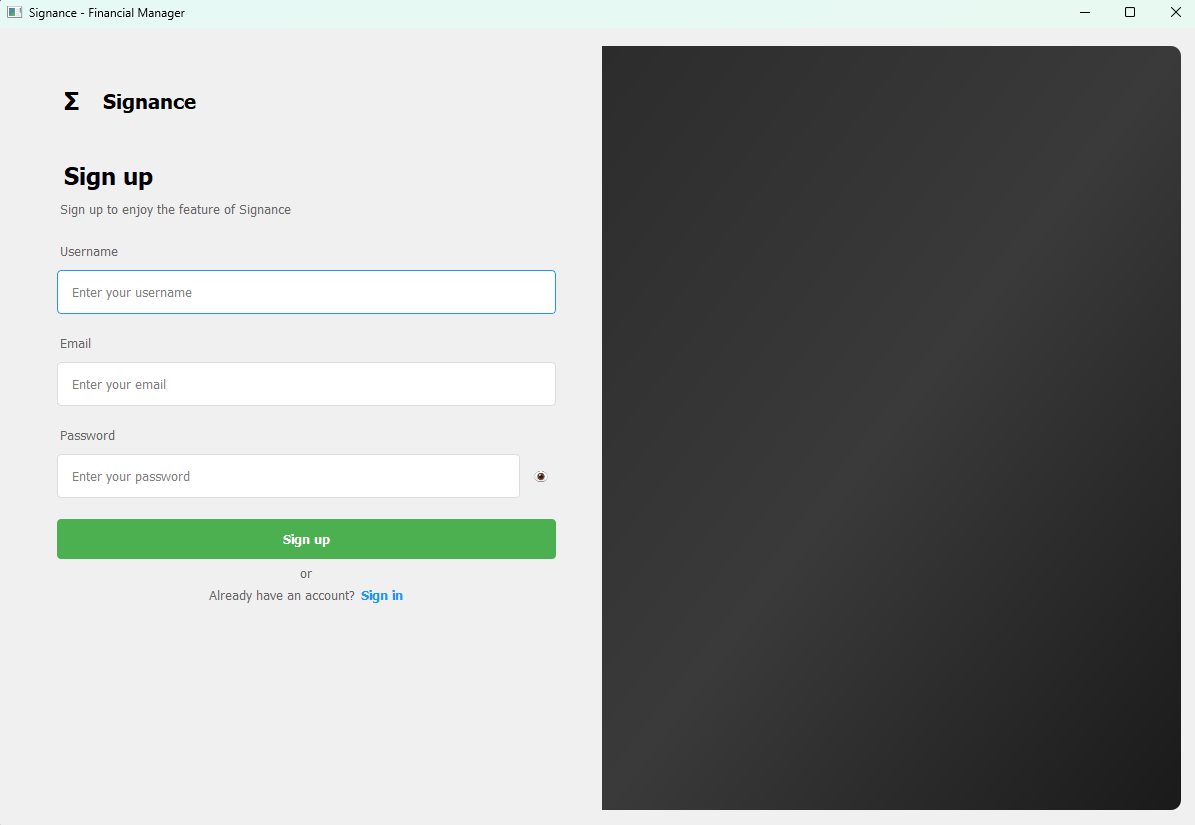 Signance - Financial Manager
Σ Signance
Sign up
Sign up to enjoy the feature of Signance
Username
Enter your username
Email
Enter your email
Password
Enter your password
Sign up
or
Already have an account? Sign in